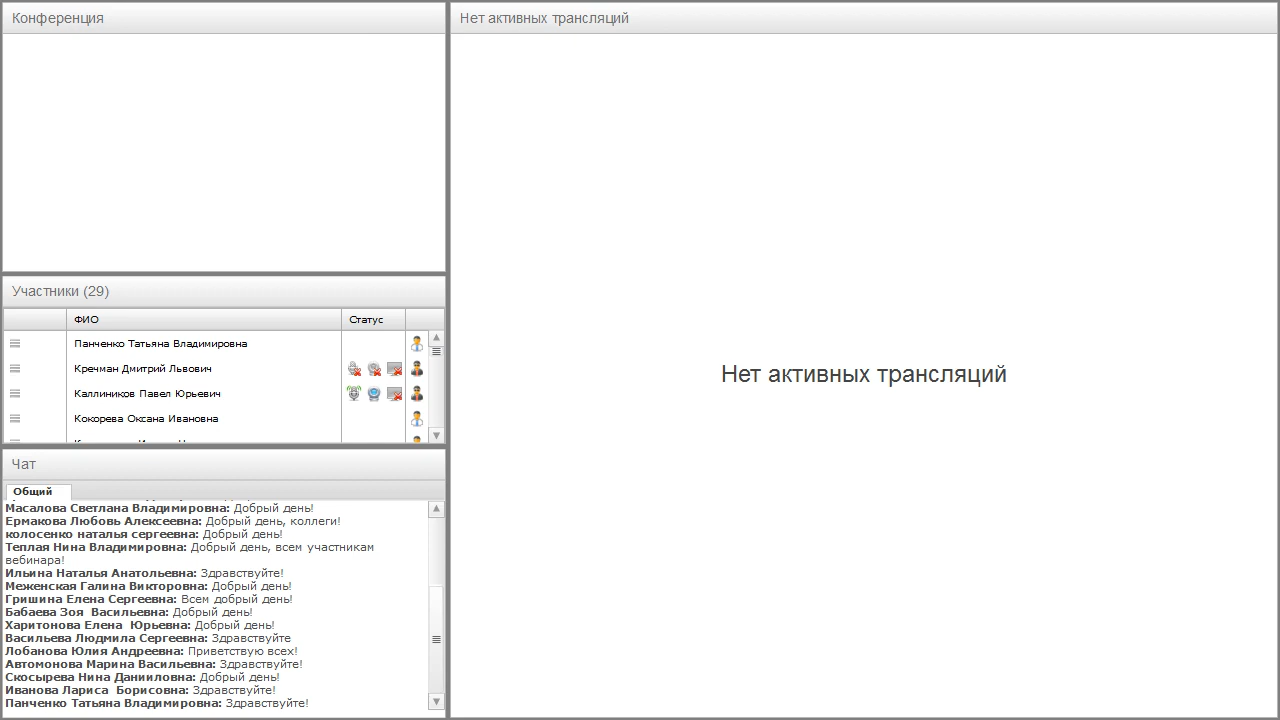 Конференция
Нет активных трансляций
Нет активных трансляций
Участники (29)
ФИО Статус
Панченко Татьяна Владимировна
Кречман Дмитрий Львович
Каллиников Павел Юрьевич
Кокорева Оксана Ивановна
Чат
Общий
Масалова Светлана Владимировна: Добрый день!
Ермакова Любовь Алексеевна: Добрый день, коллеги!
колосенко наталья сергеевна: Добрый день!
Теплая Нина Владимировна: Добрый день, всем участникам
вебинара!
Ильина Наталья Анатольевна: Здравствуйте!
Меженская Галина Викторовна: Добрый день!
Гришина Елена Сергеевна: Всем добрый день!
Бабаева Зоя  Васильевна: Добрый день!
Харитонова Елена  Юрьевна: Добрый день!
Васильева Людмила Сергеевна: Здравствуйте
Лобанова Юлия Андреевна: Приветствую всех!
Автомонова Марина Васильевна: Здравствуйте!
Скосырева Нина Данииловна: Добрый день!
Иванова Лариса  Борисовна: Здравствуйте!
Панченко Татьяна Владимировна: Здравствуйте!